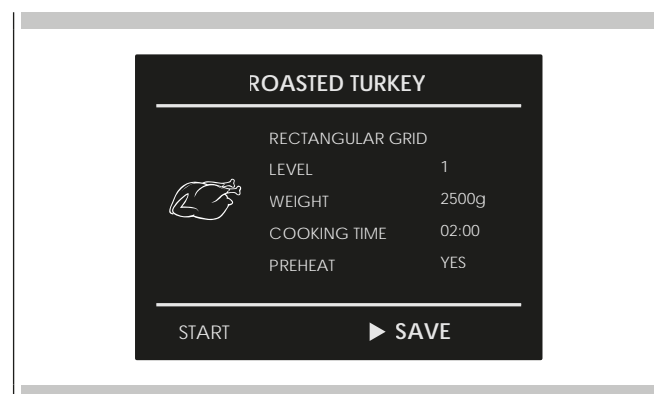 ROASTED TURKEY
RECTANGULAR GRID
LEVEL 1
WEIGHT 2500g
COOKING TIME 02:00
PREHEAT YES
START ▶ SAVE